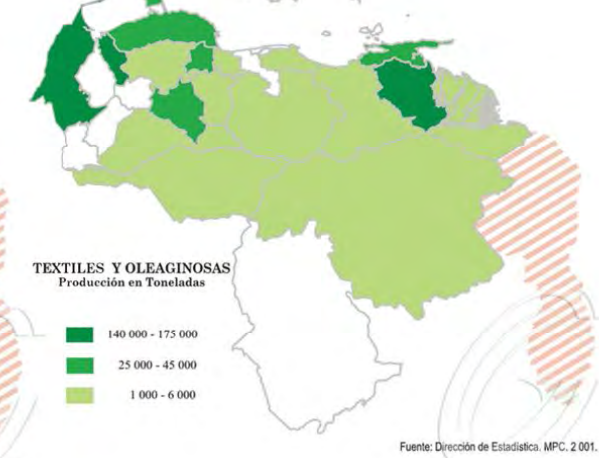 TEXTILES Y OLEAGINOSAS
Producción en Toneladas
140 000 - 175 000
25 000 - 45 000
1 000 - 6 000
Fuente: Dirección de Estadística. MPC. 2 001.